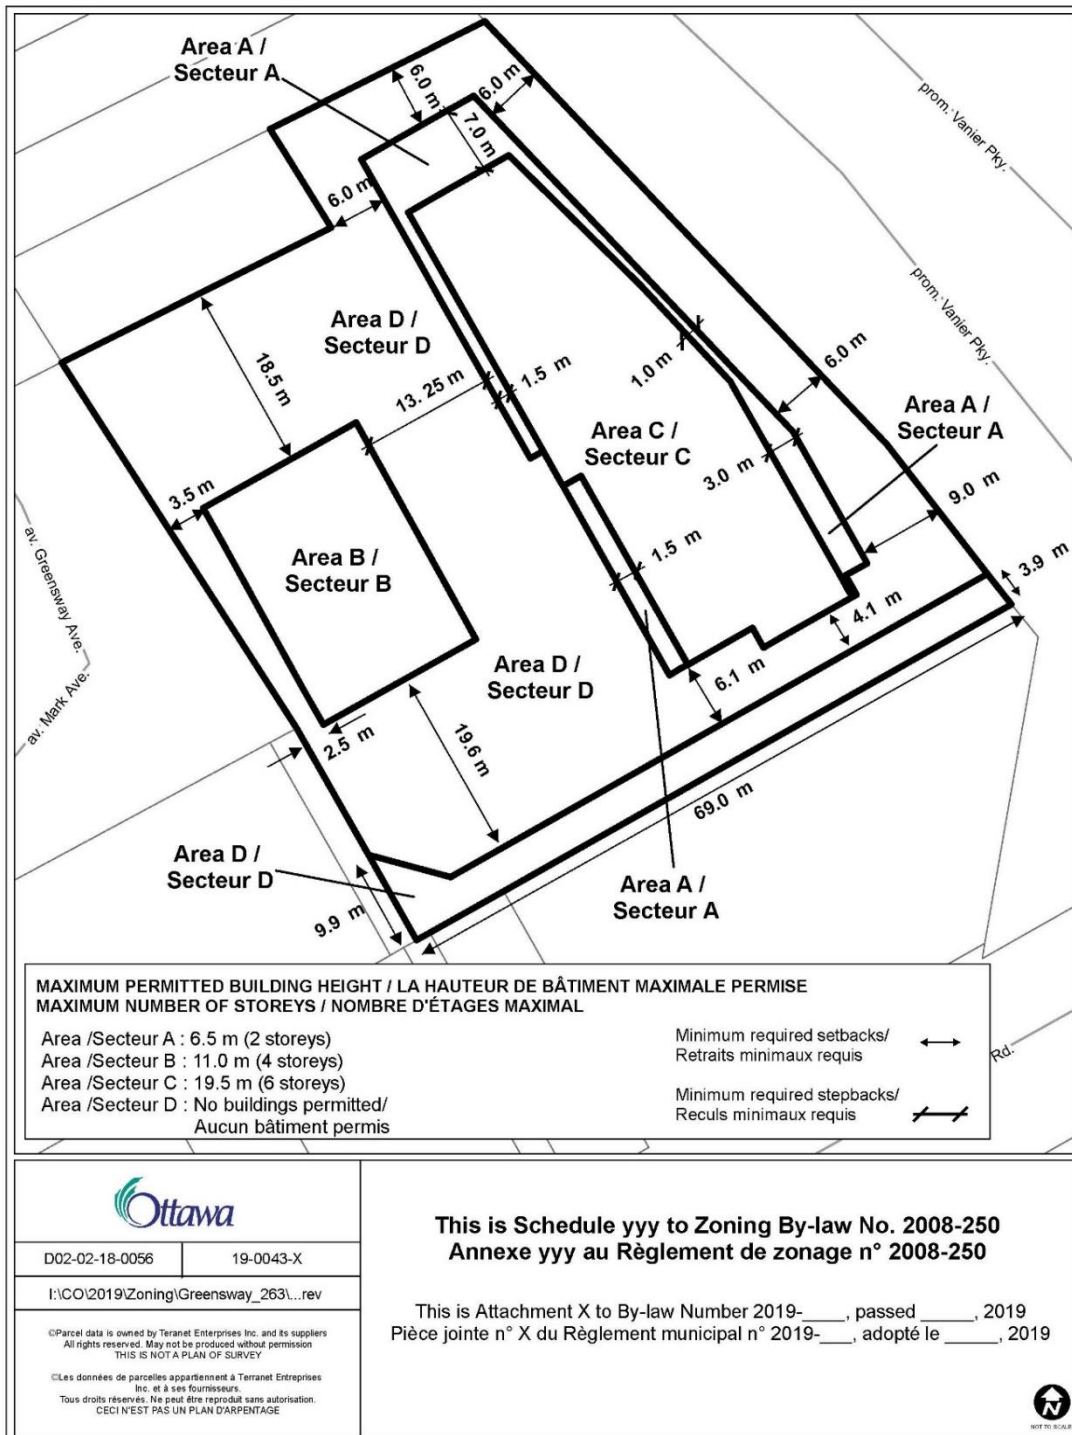 Area A /
Secteur A
6.0 m
6.0 m
7.0 m
prom. Vanier Pky.
6.0 m
prom. Vanier Pky.
Area D /
Secteur D
18.5 m
13. 25 m
1.5 m
1.0 m
6.0 m
Area C /
Secteur C
Area A /
Secteur A
3.0 m
3.5 m
9.0 m
av. Greensway Ave.
Area B /
Secteur B
1.5 m
3.9 m
4.1 m
av. Mark Ave.
Area D /
Secteur D
6.1 m
2.5 m
19.6 m
69.0 m
Area D /
Secteur D
Area A /
Secteur A
9.9 m
MAXIMUM PERMITTED BUILDING HEIGHT / LA HAUTEUR DE BÂTIMENT MAXIMALE PERMISE
MAXIMUM NUMBER OF STOREYS / NOMBRE D'ÉTAGES MAXIMAL
Area /Secteur A : 6.5 m (2 storeys)
Area /Secteur B : 11.0 m (4 storeys)
Area /Secteur C : 19.5 m (6 storeys)
Area /Secteur D : No buildings permitted/
Aucun bâtiment permis
Minimum required setbacks/
Retraits minimaux requis
Minimum required stepbacks/
Reculs minimaux requis
Rd.
Ottawa
D02-02-18-0056 19-0043-X
I:\CO\2019\Zoning\Greensway_263\...rev
©Parcel data is owned by Teranet Enterprises Inc. and its suppliers
All rights reserved. May not be produced without permission
THIS IS NOT A PLAN OF SURVEY
©Les données de parcelles appartiennent à Terranet Entreprises
Inc. et à ses fournisseurs.
Tous droits réservés. Ne peut être reproduit sans autorisation.
CECI N'EST PAS UN PLAN D'ARPENTAGE
This is Schedule yyy to Zoning By-law No. 2008-250
Annexe yyy au Règlement de zonage n° 2008-250
This is Attachment X to By-law Number 2019-____, passed _____, 2019
Pièce jointe n° X du Règlement municipal n° 2019-___, adopté le _____, 2019
N
NOT TO SCALE